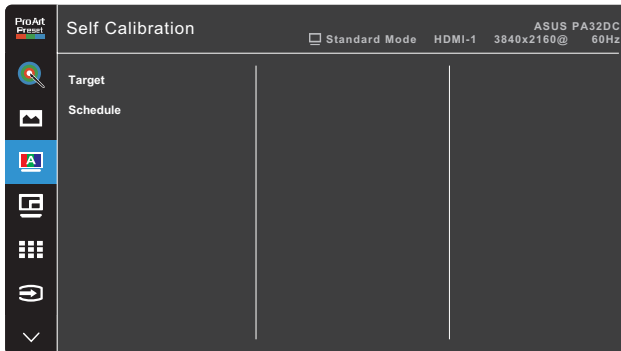 ProArt
Preset
Self Calibration
ASUS PA32DC
Standard Mode HDMI-1 3840x2160@ 60Hz
A
Target
Schedule